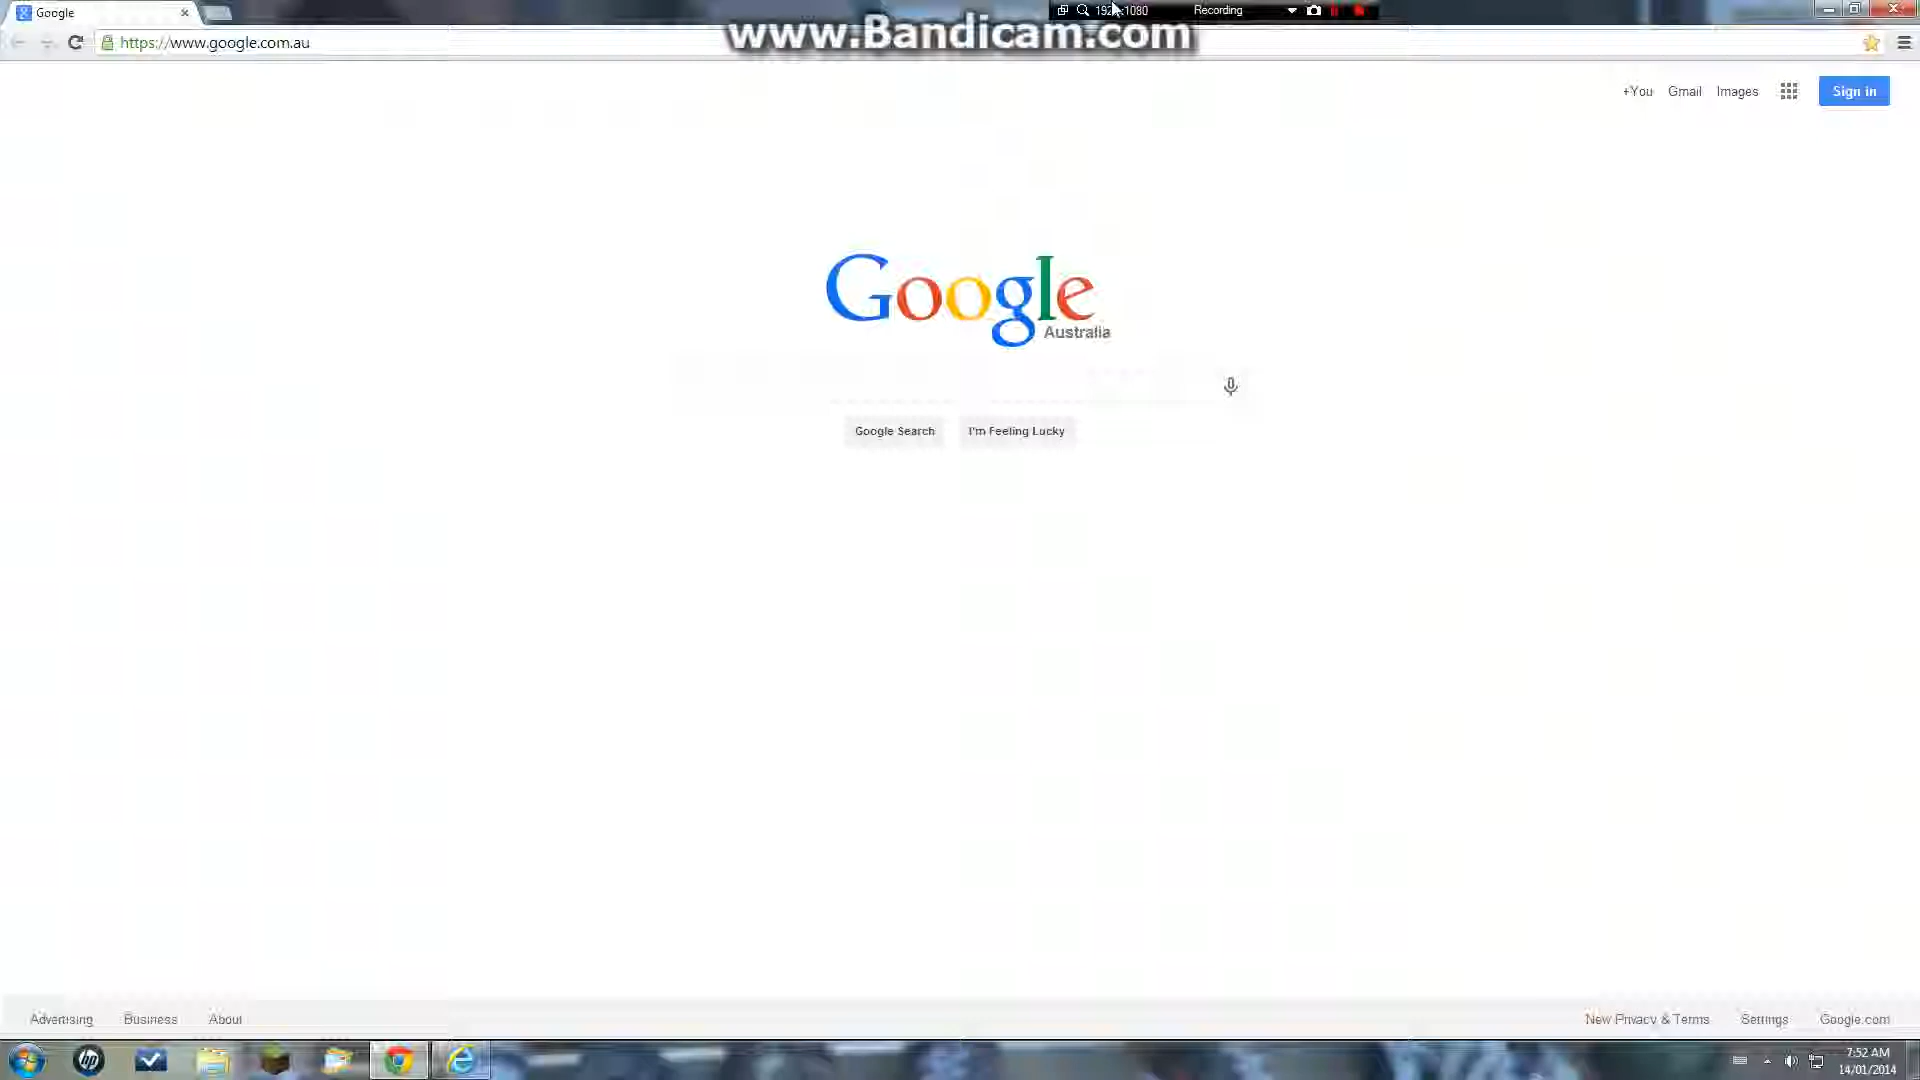 Google
Recording
www.Bandicam.com
https://www.google.com.au
+You Gmail Images Sign in
Google
Australia
Google Search I'm Feeling Lucky
Advertising Business About
New Privacy & Terms Settings Google.com
hp
7:52 AM
14/01/2014